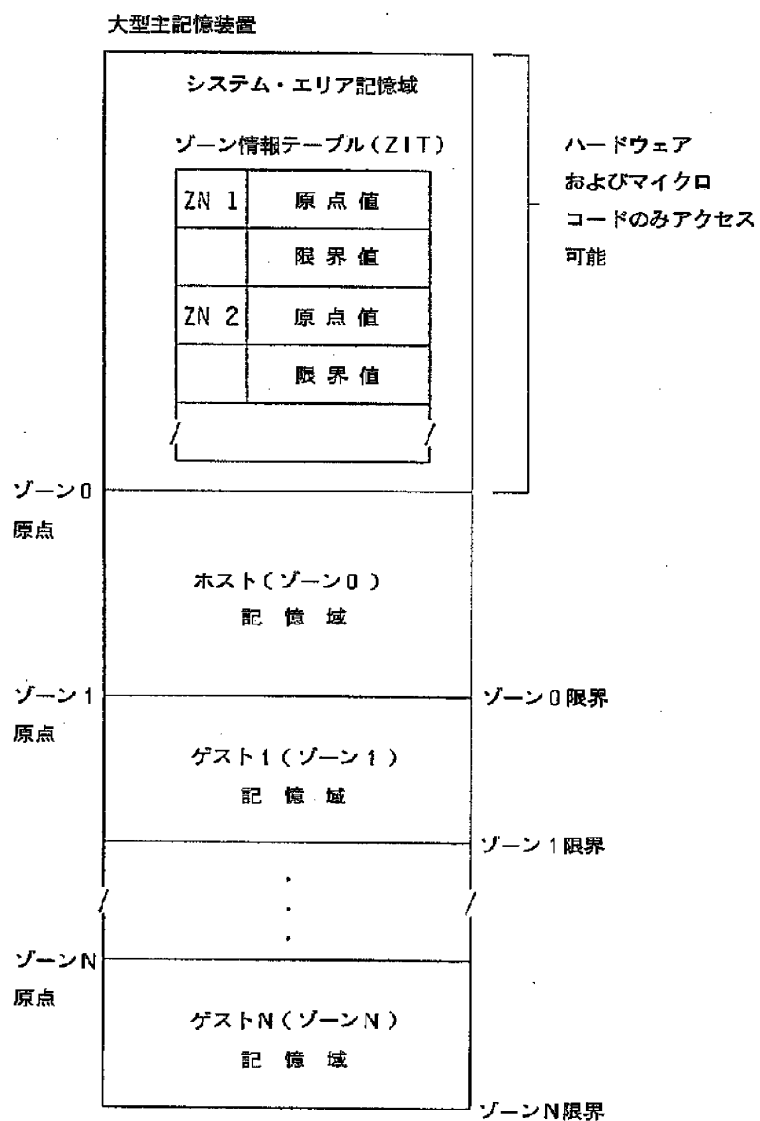 大型主記憶装置
システム・エリア記憶域
ゾーン情報テーブル(ZIT)
ZN 1 原点値
限界値
ZN 2 原点値
限界値
ハードウェア
およびマイクロ
コードのみアクセス
可能
ゾーン0
原点
ホスト(ゾーン0)
記憶域
ゾーン1
原点
ゾーン0限界
ゲスト1(ゾーン1)
記憶域
ゾーン1限界
ゾーンN
原点
ゲストN(ゾーンN)
記憶域
ゾーンN限界